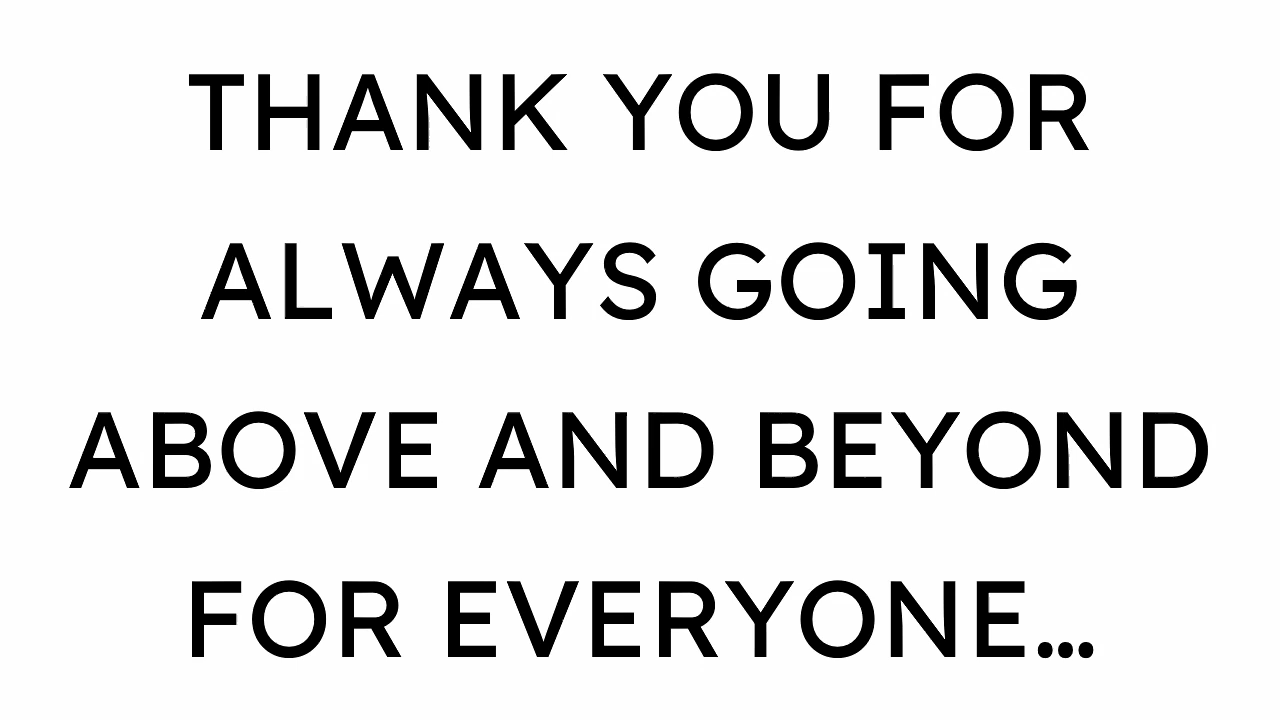 THANK YOU FOR
ALWAYS GOING
ABOVE AND BEYOND
FOR EVERYONE...